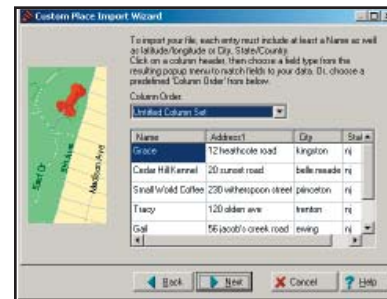 Custom Place Import Wizard
To import your file, each entry must include at least a Name as well
as latitude/longitude or City, State/Country.
Click on a column header, then choose a field type from the
resulting popup menu to match fields to your data. Or, choose a
predefined 'Column Order' from below.
Column Order:
Untitled Column Set
Name Address1 City Stat
Grace 12 heathcote road kingston nj
Cedar Hill Kennel 20 sunset road belle meade nj
Small World Coffee 230 witherspoon street princeton nj
Tracy 120 olden ave trenton nj
Gail 56 jacob's creek road ewing nj
East Dr
5th Ave
Madison Ave
Back Next Cancel Help